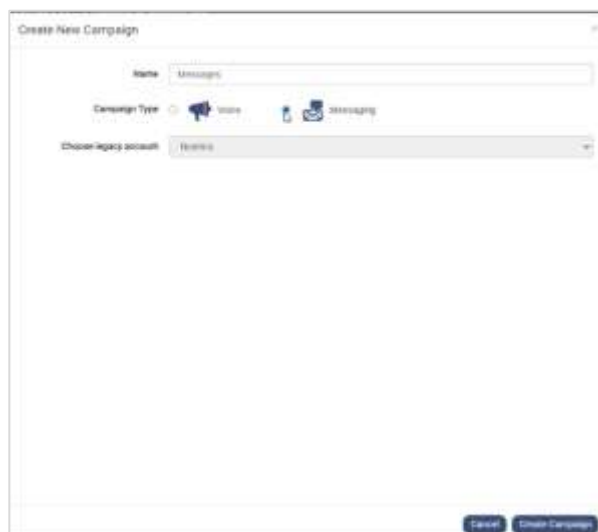 Create New Campaign
Name Messages
Campaign Type Voice Messaging
Choose legacy account
Cancel Create Campaign